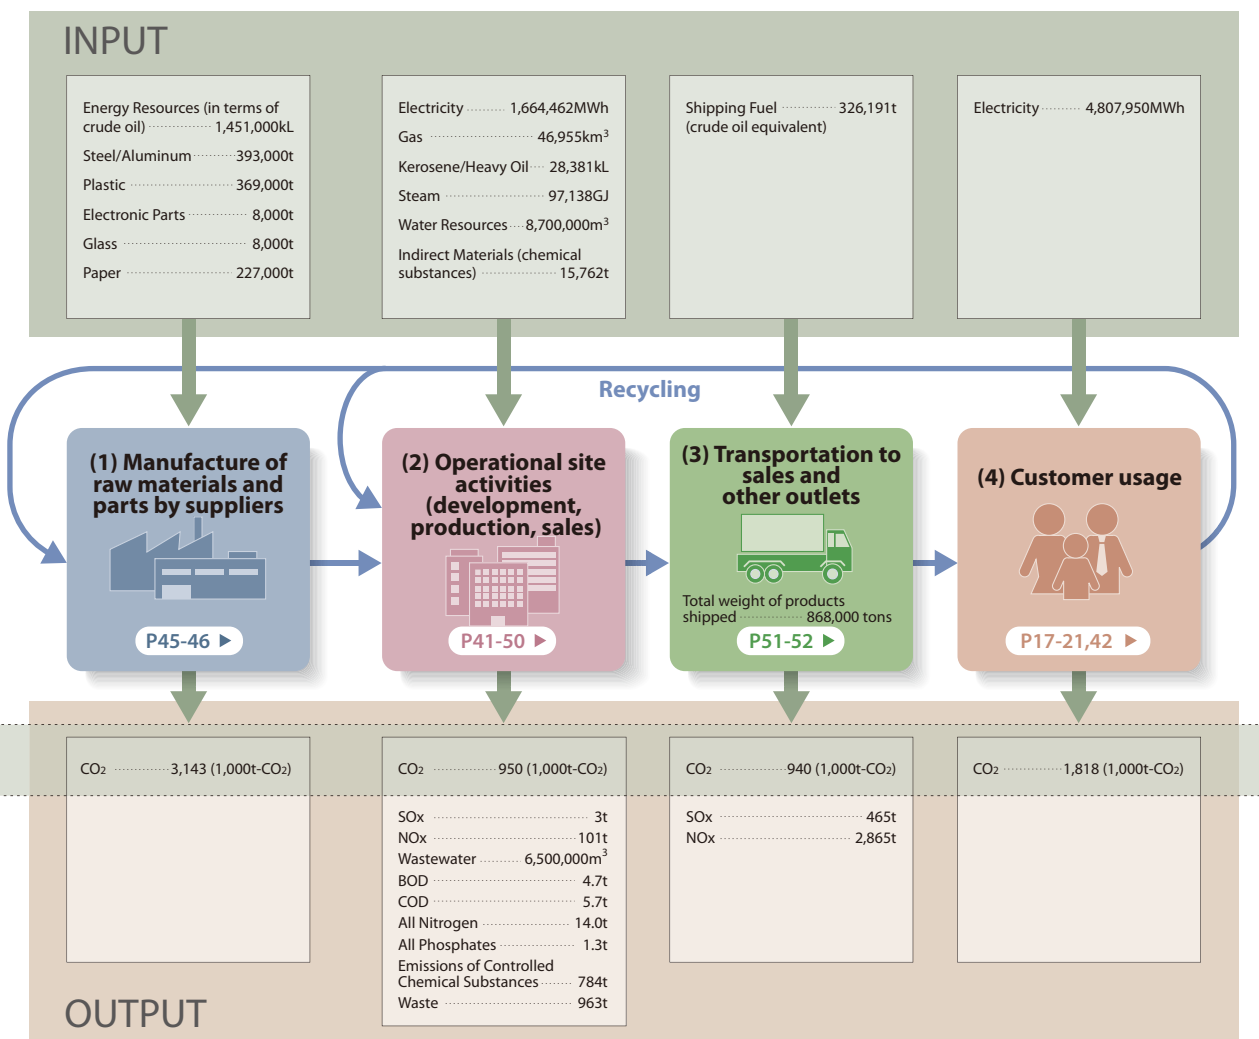 INPUT
Energy Resources (in terms of
crude oil) 1,451,000kL
Steel/Aluminum 393,000t
Plastic 369,000t
Electronic Parts 8,000t
Glass 8,000t
Paper 227,000t
Electricity 1,664,462MWh
Gas 46,955km³
Kerosene/Heavy Oil 28,381kL
Steam 97,138GJ
Water Resources 8,700,000m³
Indirect Materials (chemical
substances) 15,762t
Shipping Fuel 326,191t
(crude oil equivalent)
Electricity 4,807,950MWh
Recycling
(1) Manufacture of
raw materials and
parts by suppliers
P45-46 ▶
(2) Operational site
activities
(development,
production, sales)
P41-50 ▶
(3) Transportation to
sales and
other outlets
Total weight of products
shipped 868,000 tons
P51-52 ▶
(4) Customer usage
P17-21,42 ▶
CO₂ 3,143 (1,000t-CO₂)
CO₂ 950 (1,000t-CO₂)
SOx 3t
NOx 101t
Wastewater 6,500,000m³
BOD 4.7t
COD 5.7t
All Nitrogen 14.0t
All Phosphates 1.3t
Emissions of Controlled
Chemical Substances 784t
Waste 963t
CO₂ 940 (1,000t-CO₂)
SOx 465t
NOx 2,865t
CO₂ 1,818 (1,000t-CO₂)
OUTPUT